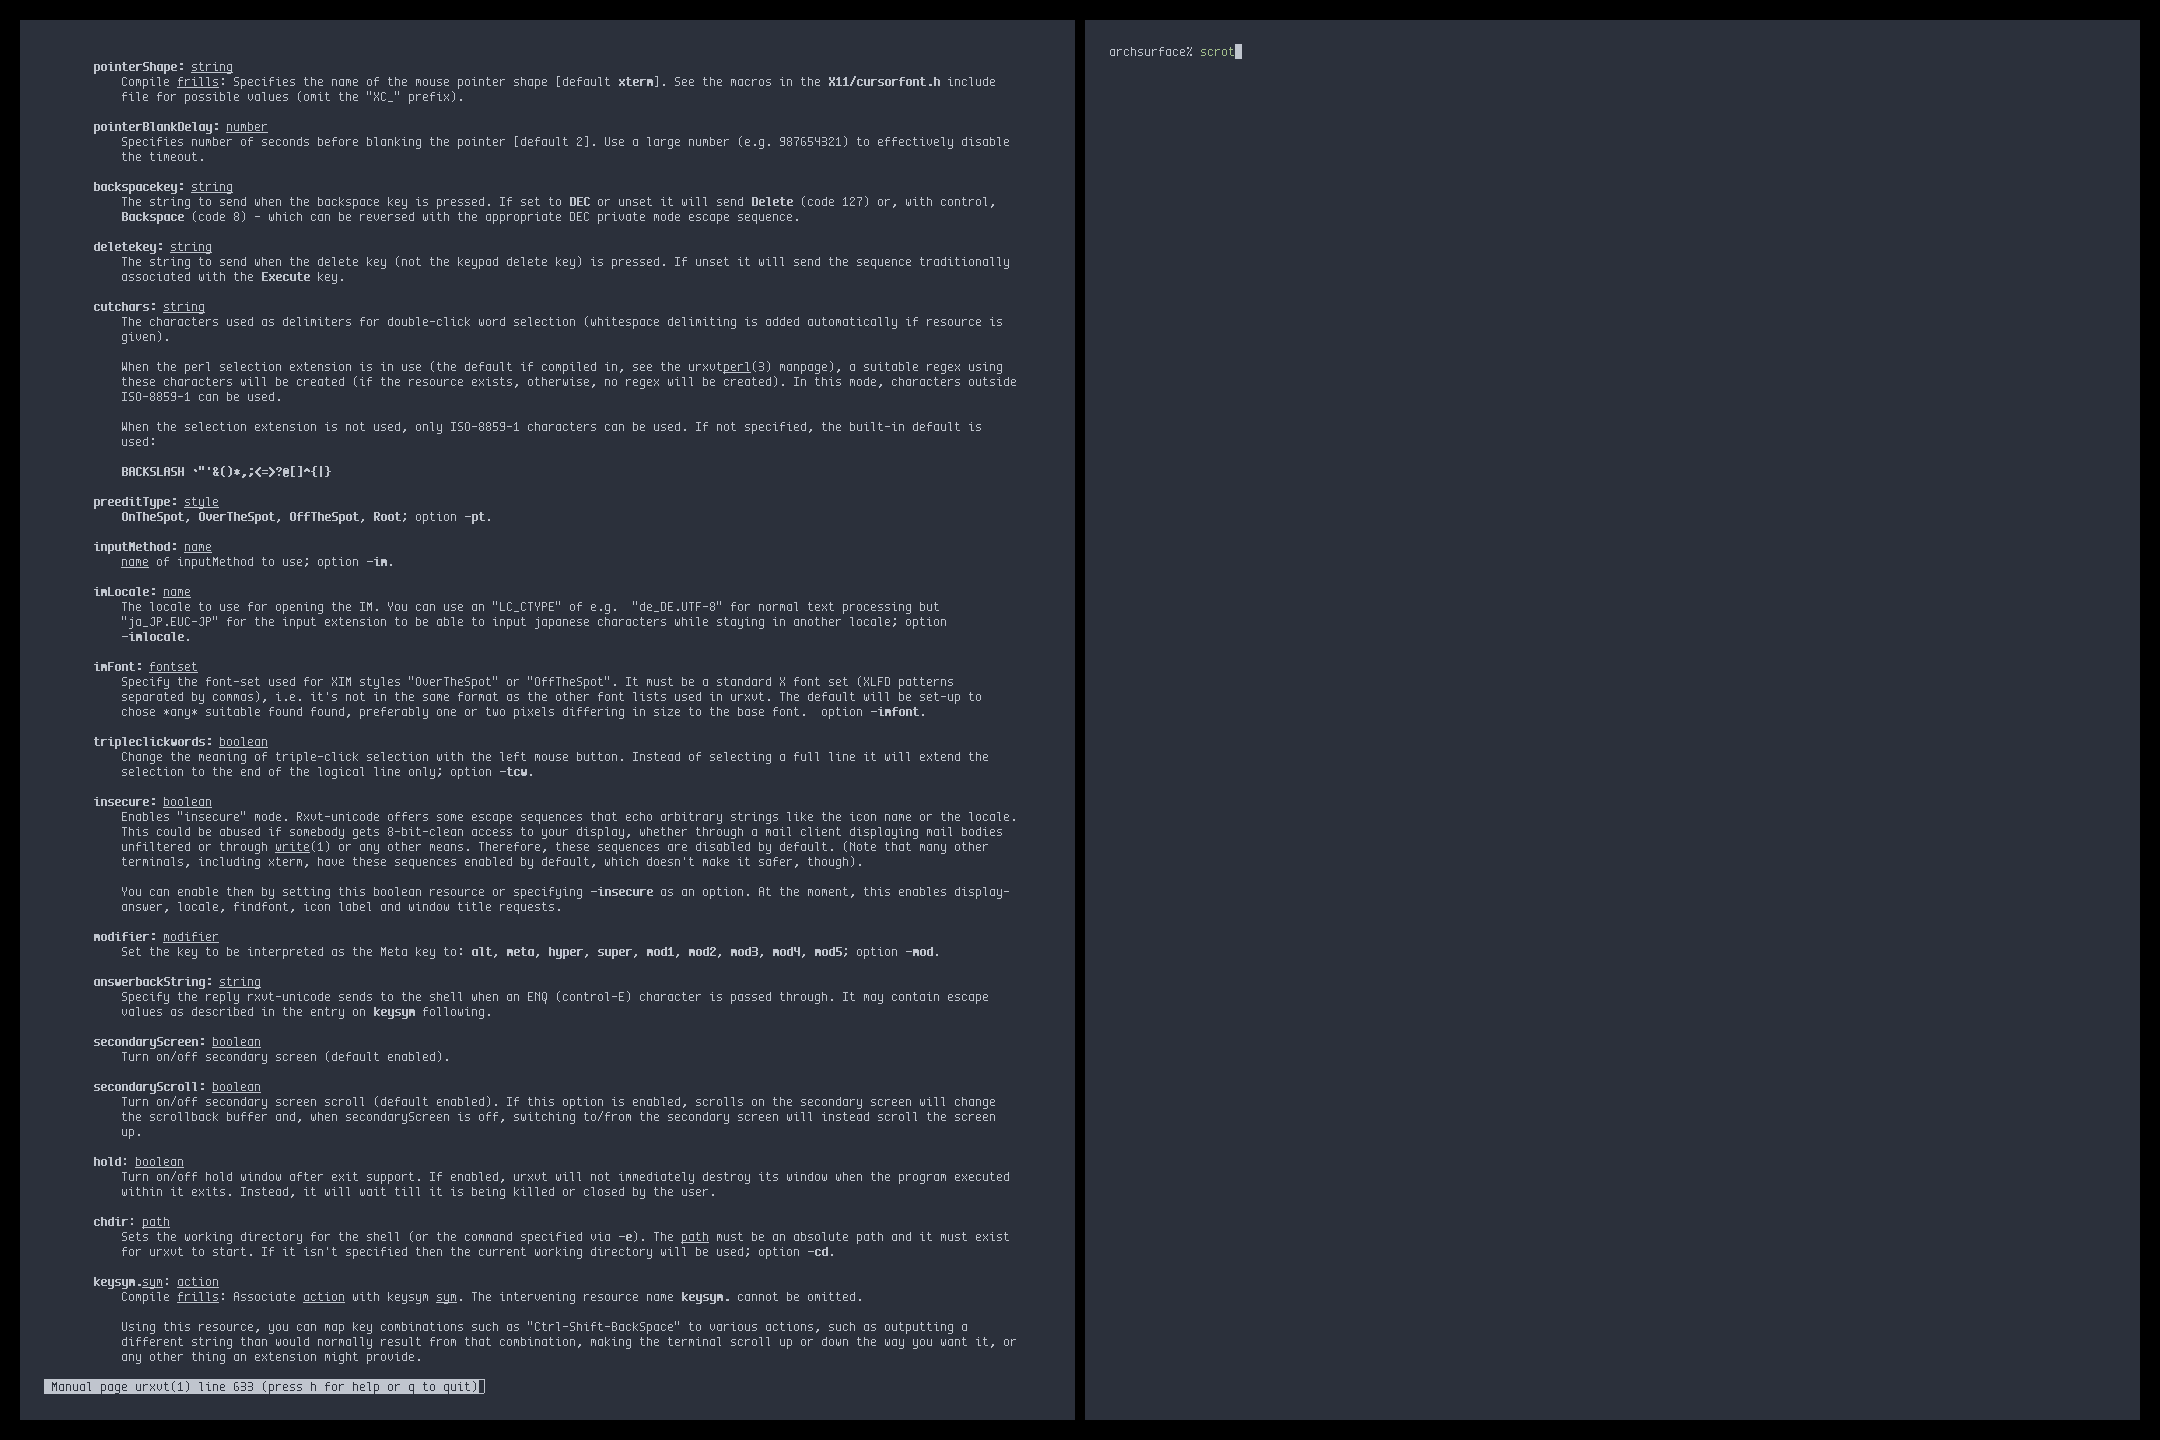 pointerShape: string
Compile frills: Specifies the name of the mouse pointer shape [default xterm]. See the macros in the X11/cursorfont.h include
file for possible values (omit the "XC_" prefix).
pointerBlankDelay: number
Specifies number of seconds before blanking the pointer [default 2]. Use a large number (e.g. 987654321) to effectively disable
the timeout.
backspacekey: string
The string to send when the backspace key is pressed. If set to DEC or unset it will send Delete (code 127) or, with control,
Backspace (code 8) - which can be reversed with the appropriate DEC private mode escape sequence.
deletekey: string
The string to send when the delete key (not the keypad delete key) is pressed. If unset it will send the sequence traditionally
associated with the Execute key.
cutchars: string
The characters used as delimiters for double-click word selection (whitespace delimiting is added automatically if resource is
given).
When the perl selection extension is in use (the default if compiled in, see the urxvtperl(3) manpage), a suitable regex using
these characters will be created (if the resource exists, otherwise, no regex will be created). In this mode, characters outside
ISO-8859-1 can be used.
When the selection extension is not used, only ISO-8859-1 characters can be used. If not specified, the built-in default is
used:
BACKSLASH `"'&()*,;<=>?@[]^{|}
preeditType: style
OnTheSpot, OverTheSpot, OffTheSpot, Root; option -pt.
inputMethod: name
name of inputMethod to use; option -im.
imLocale: name
The locale to use for opening the IM. You can use an "LC_CTYPE" of e.g.  "de_DE.UTF-8" for normal text processing but
"ja_JP.EUC-JP" for the input extension to be able to input japanese characters while staying in another locale; option
-imlocale.
imFont: fontset
Specify the font-set used for XIM styles "OverTheSpot" or "OffTheSpot". It must be a standard X font set (XLFD patterns
separated by commas), i.e. it's not in the same format as the other font lists used in urxvt. The default will be set-up to
chose *any* suitable found found, preferably one or two pixels differing in size to the base font.  option -imfont.
tripleclickwords: boolean
Change the meaning of triple-click selection with the left mouse button. Instead of selecting a full line it will extend the
selection to the end of the logical line only; option -tcw.
insecure: boolean
Enables "insecure" mode. Rxvt-unicode offers some escape sequences that echo arbitrary strings like the icon name or the locale.
This could be abused if somebody gets 8-bit-clean access to your display, whether through a mail client displaying mail bodies
unfiltered or through write(1) or any other means. Therefore, these sequences are disabled by default. (Note that many other
terminals, including xterm, have these sequences enabled by default, which doesn't make it safer, though).
You can enable them by setting this boolean resource or specifying -insecure as an option. At the moment, this enables display-
answer, locale, findfont, icon label and window title requests.
modifier: modifier
Set the key to be interpreted as the Meta key to: alt, meta, hyper, super, mod1, mod2, mod3, mod4, mod5; option -mod.
answerbackString: string
Specify the reply rxvt-unicode sends to the shell when an ENQ (control-E) character is passed through. It may contain escape
values as described in the entry on keysym following.
secondaryScreen: boolean
Turn on/off secondary screen (default enabled).
secondaryScroll: boolean
Turn on/off secondary screen scroll (default enabled). If this option is enabled, scrolls on the secondary screen will change
the scrollback buffer and, when secondaryScreen is off, switching to/from the secondary screen will instead scroll the screen
up.
hold: boolean
Turn on/off hold window after exit support. If enabled, urxvt will not immediately destroy its window when the program executed
within it exits. Instead, it will wait till it is being killed or closed by the user.
chdir: path
Sets the working directory for the shell (or the command specified via -e). The path must be an absolute path and it must exist
for urxvt to start. If it isn't specified then the current working directory will be used; option -cd.
keysym.sym: action
Compile frills: Associate action with keysym sym. The intervening resource name keysym. cannot be omitted.
Using this resource, you can map key combinations such as "Ctrl-Shift-BackSpace" to various actions, such as outputting a
different string than would normally result from that combination, making the terminal scroll up or down the way you want it, or
any other thing an extension might provide.
Manual page urxvt(1) line 633 (press h for help or q to quit)
archsurface% scrot